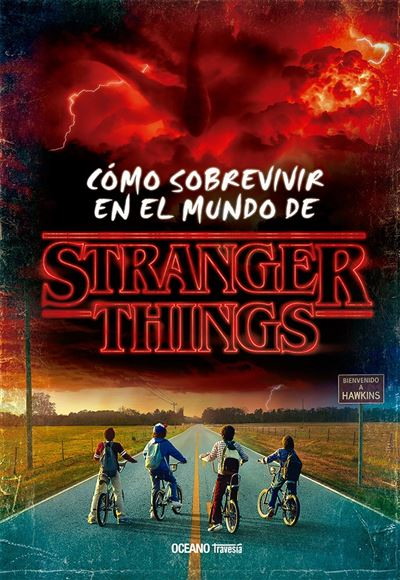 CÓMO SOBREVIVIR
EN EL MUNDO DE
STRANGER
THINGS
BIENVENIDO
A
HAWKINS
OCEANO travesía